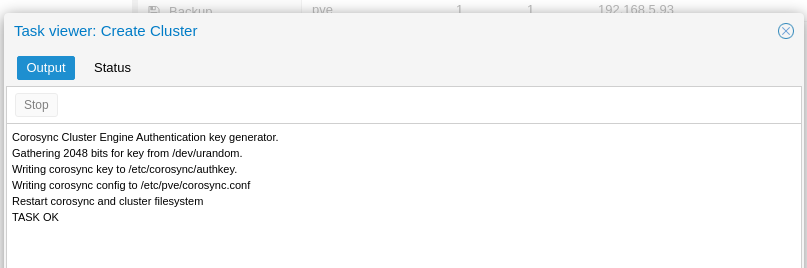 Backup
pve 1 1 192.168.5.93
Task viewer: Create Cluster
Output Status
Stop
Corosync Cluster Engine Authentication key generator.
Gathering 2048 bits for key from /dev/urandom.
Writing corosync key to /etc/corosync/authkey.
Writing corosync config to /etc/pve/corosync.conf
Restart corosync and cluster filesystem
TASK OK